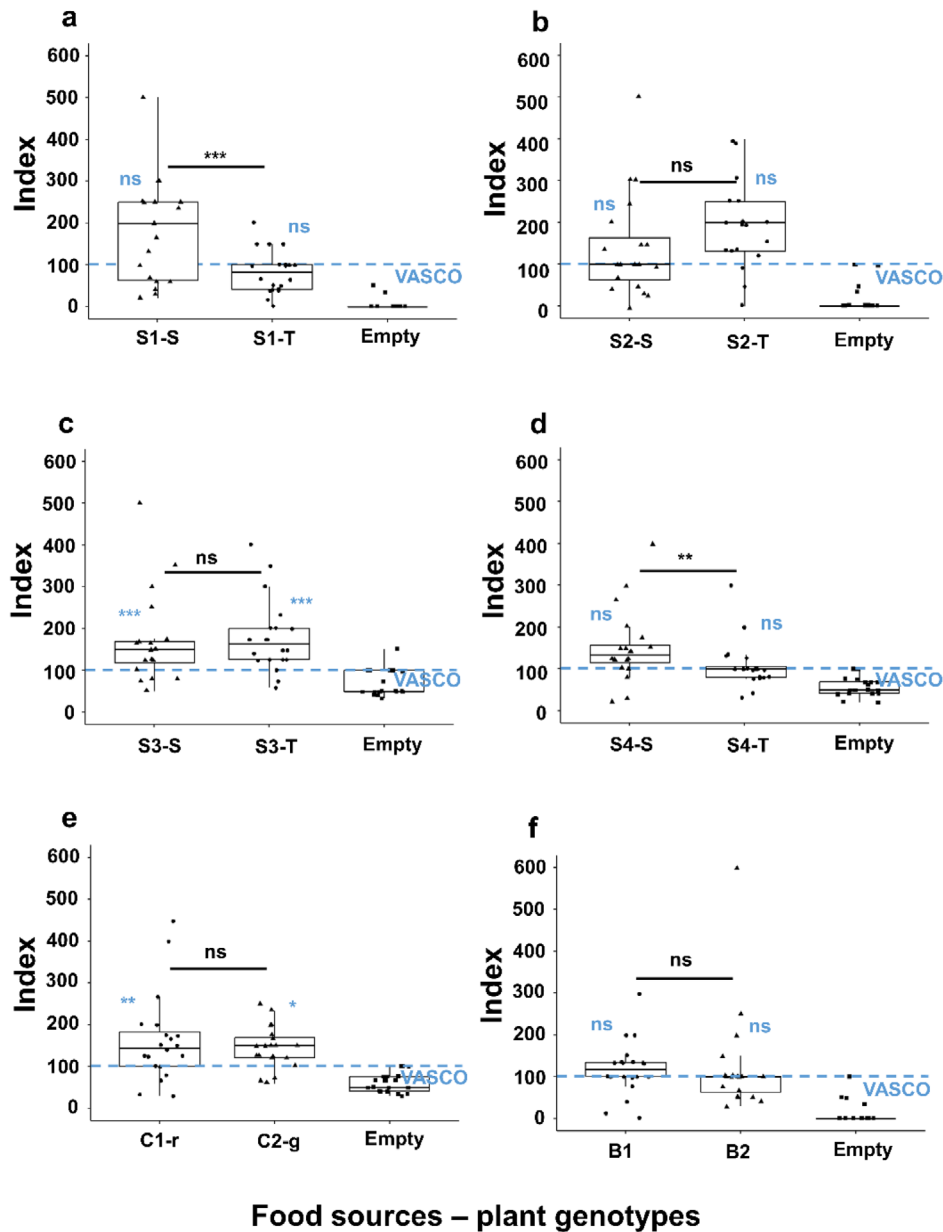 a
600
500
400
300
200
100
0
Index
ns
***
ns
VASCO
S1-S S1-T Empty
b
600
500
400
300
200
100
0
Index
ns
ns
ns
VASCO
S2-S S2-T Empty
c
600
500
400
300
200
100
0
Index
***
ns
***
VASCO
S3-S S3-T Empty
d
600
500
400
300
200
100
0
Index
ns
**
ns
VASCO
S4-S S4-T Empty
e
600
500
400
300
200
100
0
Index
**
ns
*
VASCO
C1-r C2-g Empty
f
600
500
400
300
200
100
0
Index
ns
ns
ns
VASCO
B1 B2 Empty
Food sources – plant genotypes